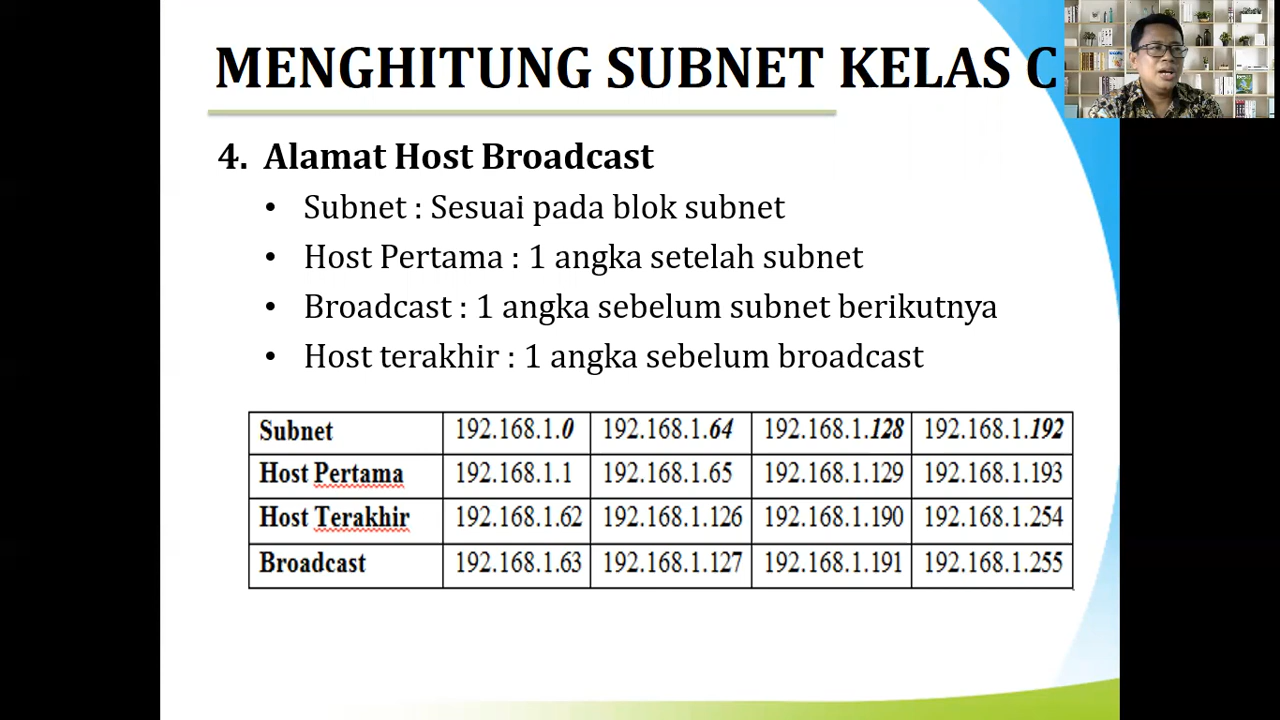 MENGHITUNG SUBNET KELAS C
4. Alamat Host Broadcast
• Subnet : Sesuai pada blok subnet
• Host Pertama : 1 angka setelah subnet
• Broadcast : 1 angka sebelum subnet berikutnya
• Host terakhir : 1 angka sebelum broadcast
Subnet 192.168.1.0 192.168.1.64 192.168.1.128 192.168.1.192
Host Pertama 192.168.1.1 192.168.1.65 192.168.1.129 192.168.1.193
Host Terakhir 192.168.1.62 192.168.1.126 192.168.1.190 192.168.1.254
Broadcast 192.168.1.63 192.168.1.127 192.168.1.191 192.168.1.255